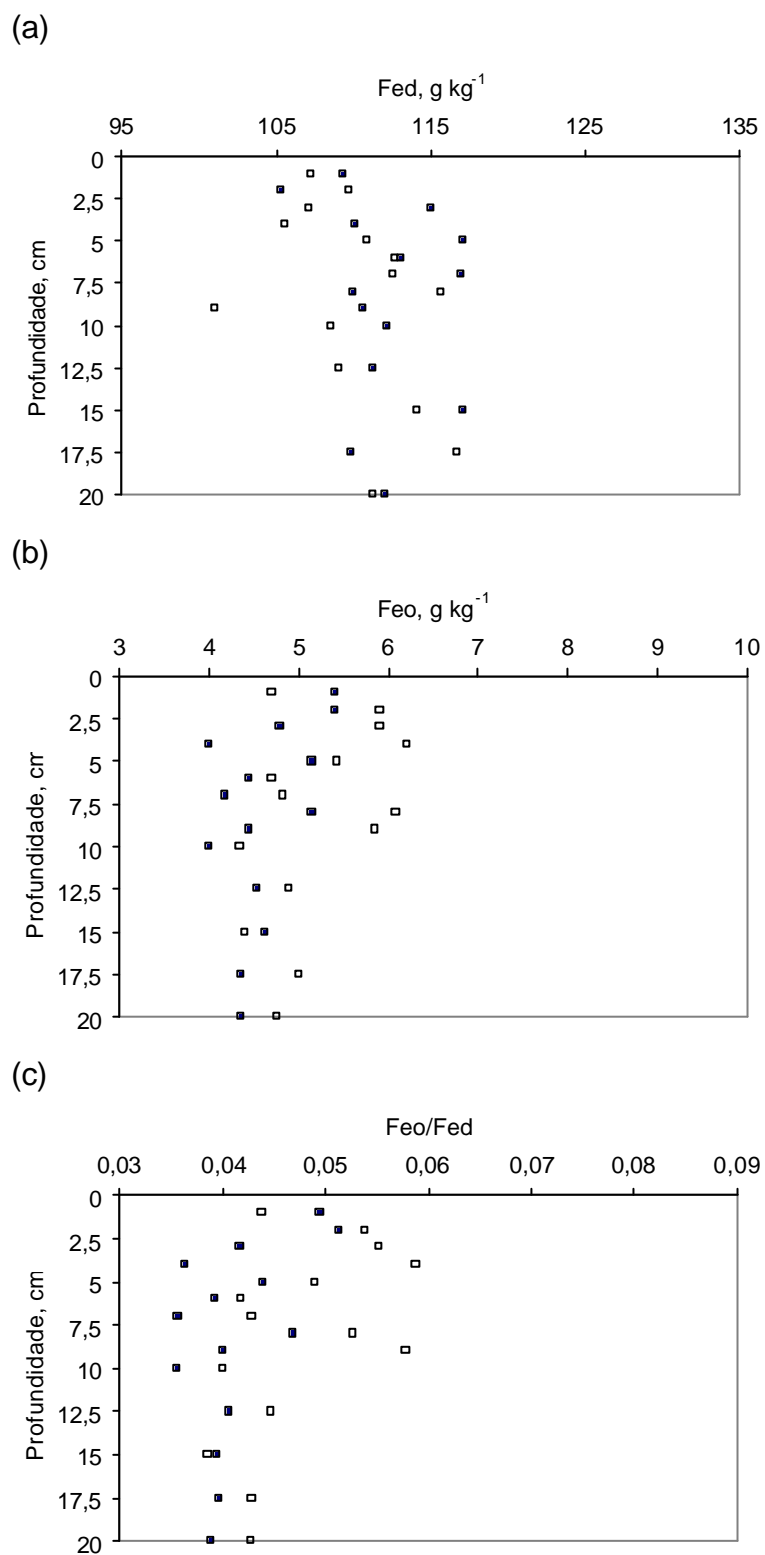 (a)
Fed, g kg-1
95 105 115 125 135
0
2,5
5
7,5
10
12,5
15
17,5
20
Profundidade, cm
(b)
Feo, g kg-1
3 4 5 6 7 8 9 10
0
2,5
5
7,5
10
12,5
15
17,5
20
Profundidade, cm
(c)
Feo/Fed
0,03 0,04 0,05 0,06 0,07 0,08 0,09
0
2,5
5
7,5
10
12,5
15
17,5
20
Profundidade, cm